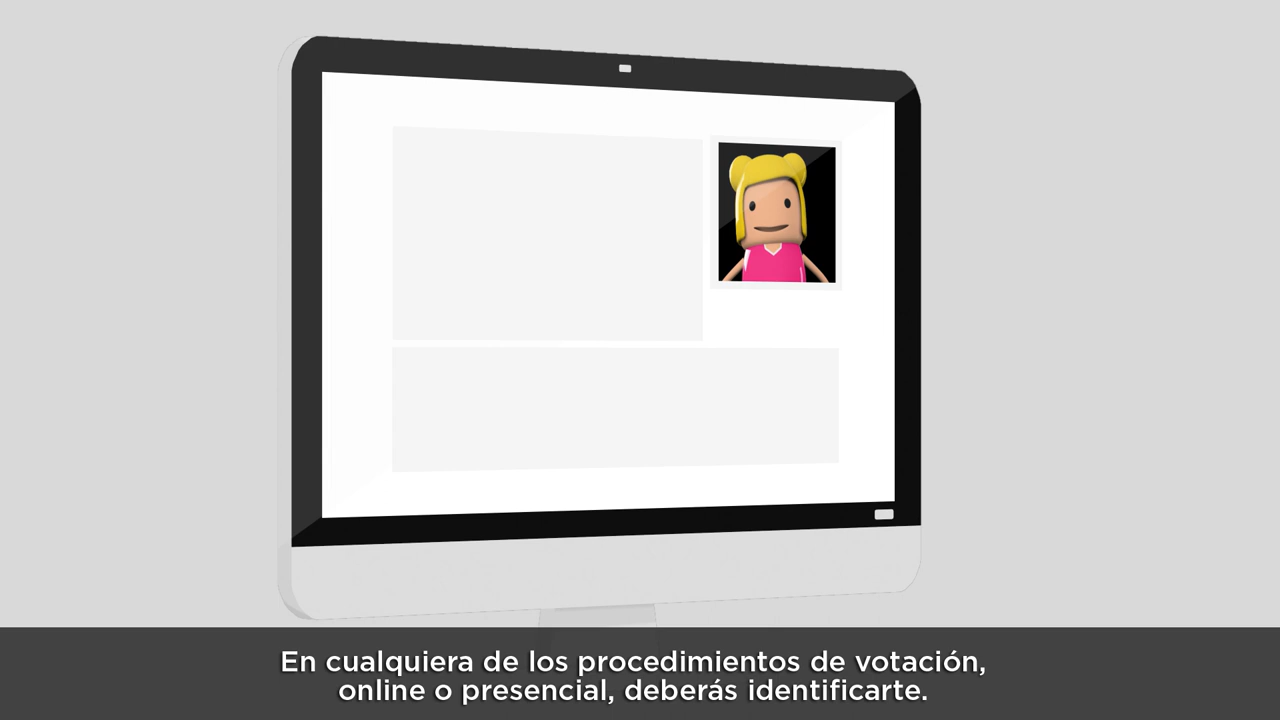 En cualquiera de los procedimientos de votación,
online o presencial, deberás identificarte.